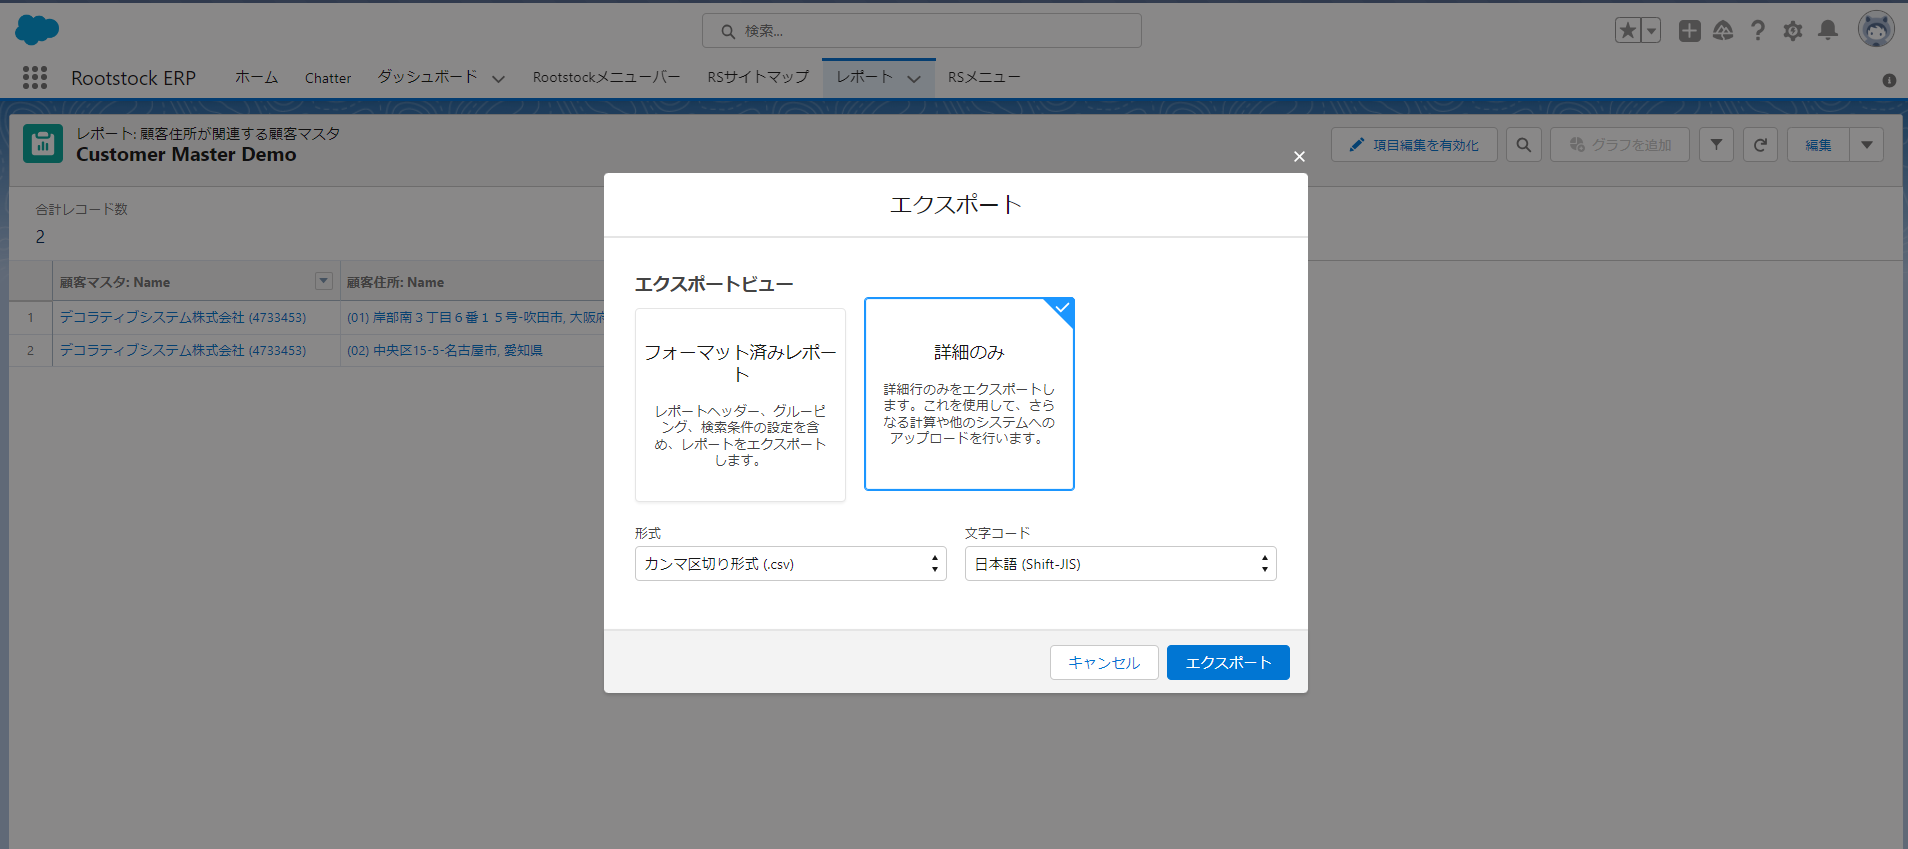 検索...
Rootstock ERP
ホーム
Chatter
ダッシュボード
Rootstockメニューバー
RSサイトマップ
レポート
RSメニュー
レポート: 顧客住所が関連する顧客マスタ
Customer Master Demo
項目編集を有効化
グラフを追加
編集
合計レコード数
2
顧客マスタ: Name
顧客住所: Name
1
デコラティブシステム株式会社 (4733453)
(01) 岸部南３丁目６番１５号-吹田市, 大阪府
2
デコラティブシステム株式会社 (4733453)
(02) 中央区15-5-名古屋市, 愛知県
エクスポート
エクスポートビュー
フォーマット済みレポー
ト
レポートヘッダー、グルーピ
ング、検索条件の設定を含
め、レポートをエクスポート
します。
詳細のみ
詳細行のみをエクスポートし
ます。これを使用して、さら
なる計算や他のシステムへの
アップロードを行います。
形式
カンマ区切り形式 (.csv)
文字コード
日本語 (Shift-JIS)
キャンセル
エクスポート